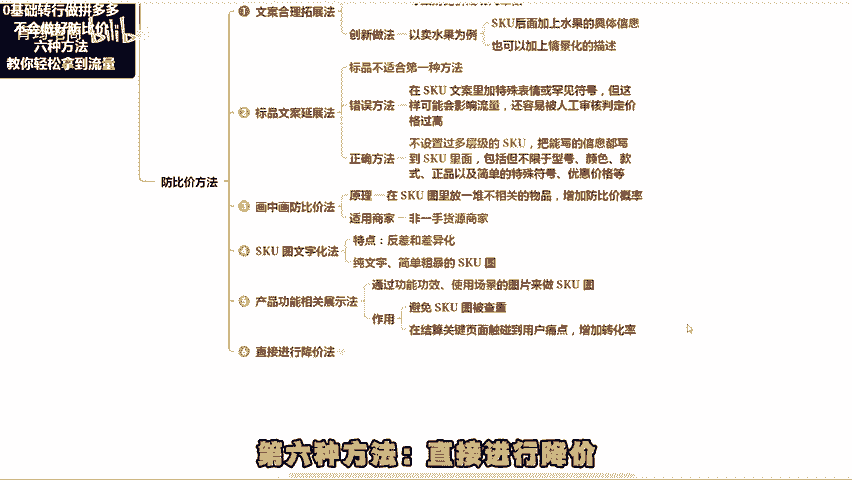 0基础转行做拼多多
不会做好防比价
六种方法
教你轻松拿到流量
bilibili
① 文案合理拓展法
创新做法
以卖水果为例
SKU后面加上水果的具体信息
也可以加上情景化的描述
防比价方法
② 标品文案延展法
标品不适合第一种方法
错误方法
在 SKU 文案里加特殊表情或罕见符号，但这
样可能会影响流量，还容易被人工审核判定价
格过高
正确方法
不设置过多层级的 SKU，把能写的信息都写
到 SKU 里面，包括但不限于型号、颜色、款
式、正品以及简单的特殊符号、优惠价格等
③ 画中画防比价法
原理
在 SKU 图里放一堆不相关的物品，增加防比价概率
适用商家
非一手货源商家
④ SKU 图文字化法
特点：反差和差异化
纯文字、简单粗暴的 SKU 图
⑤ 产品功能相关展示法
通过功能功效、使用场景的图片来做 SKU 图
作用
避免 SKU 图被查重
在结算关键页面触碰到用户痛点，增加转化率
⑥ 直接进行降价法
第六种方法：直接进行降价